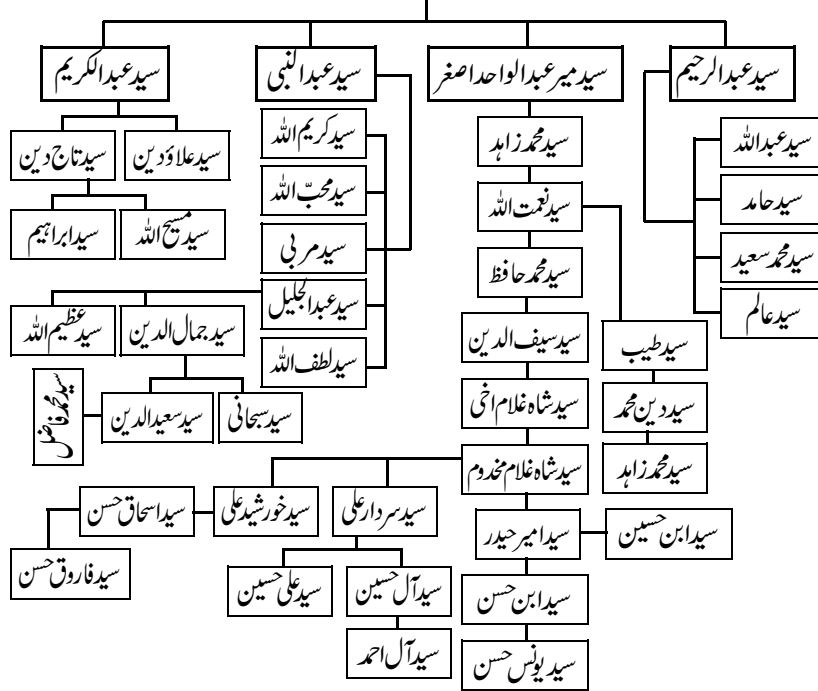 سید عبدالرحیم
سید میر عبدالواحد اصغر
سید عبدالنبی
سید عبدالکریم
سید عبداللہ
سید حامد
سید محمد سعید
سید عالم
سید محمد زاہد
سید نعمت اللہ
سید محمد حافظ
سید سیف الدین
سید شاہ غلام اخی
سید شاہ غلام مخدوم
سید امیر حیدر
سید ابن حسین
سید ابن حسن
سید یونس حسن
سید طیب
سید دین محمد
سید محمد زاہد
سید کریم اللہ
سید محبّ اللہ
سید مربی
سید عبدالجلیل
سید لطف اللہ
سید علاؤدین
سید تاج دین
سید مسیح اللہ
سید ابراہیم
سید جمال الدین
سید عظیم اللہ
سید سبحانی
سید سعید الدین
سید محمد فاضل
سید سردار علی
سید خورشید علی
سید اسحاق حسن
سید فاروق حسن
سید آل حسین
سید علی حسین
سید آل احمد